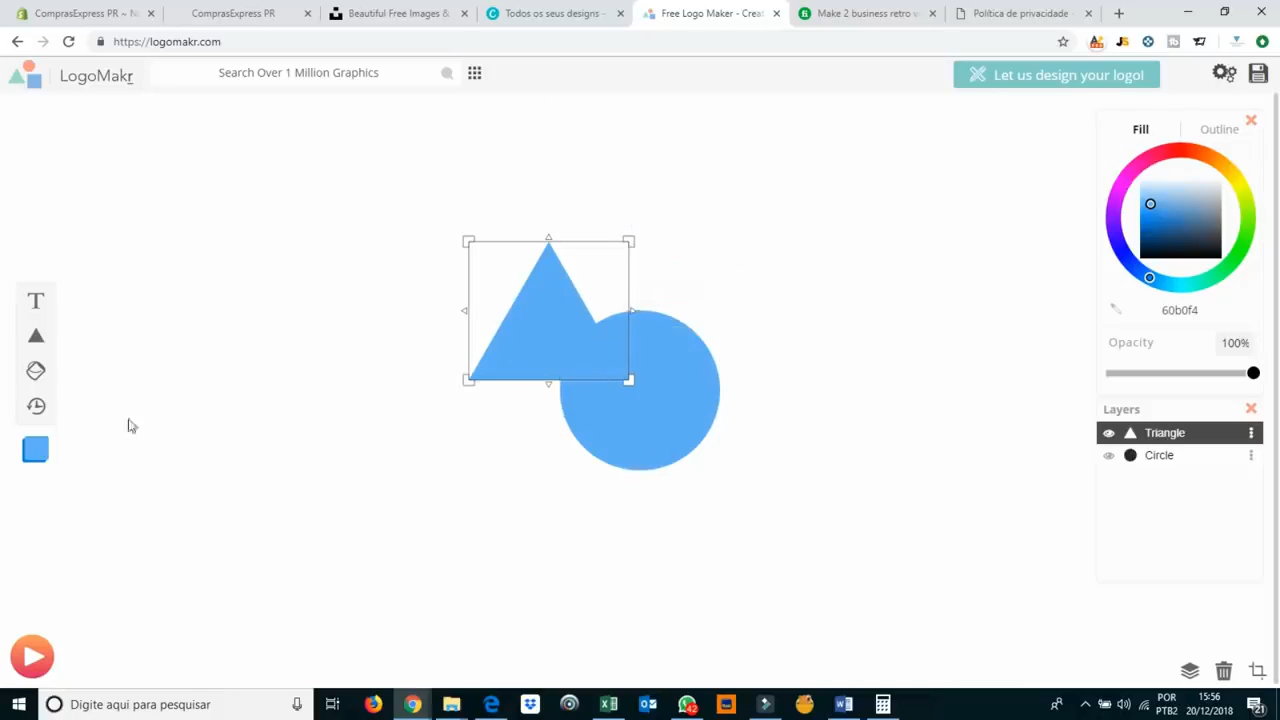 ComprasExpress PR ~ N
ComprasExpress PR
Beautiful Free Images &
Todos os seus designs -
Free Logo Maker - Creat
Make 2 business retro v
Política de privacidade -
https://logomakr.com
LogoMakr
Search Over 1 Million Graphics
Let us design your logo!
Fill
Outline
60b0f4
Opacity
100%
Layers
Triangle
Circle
T
Digite aqui para pesquisar
42
POR
PTB2
15:56
20/12/2018
21